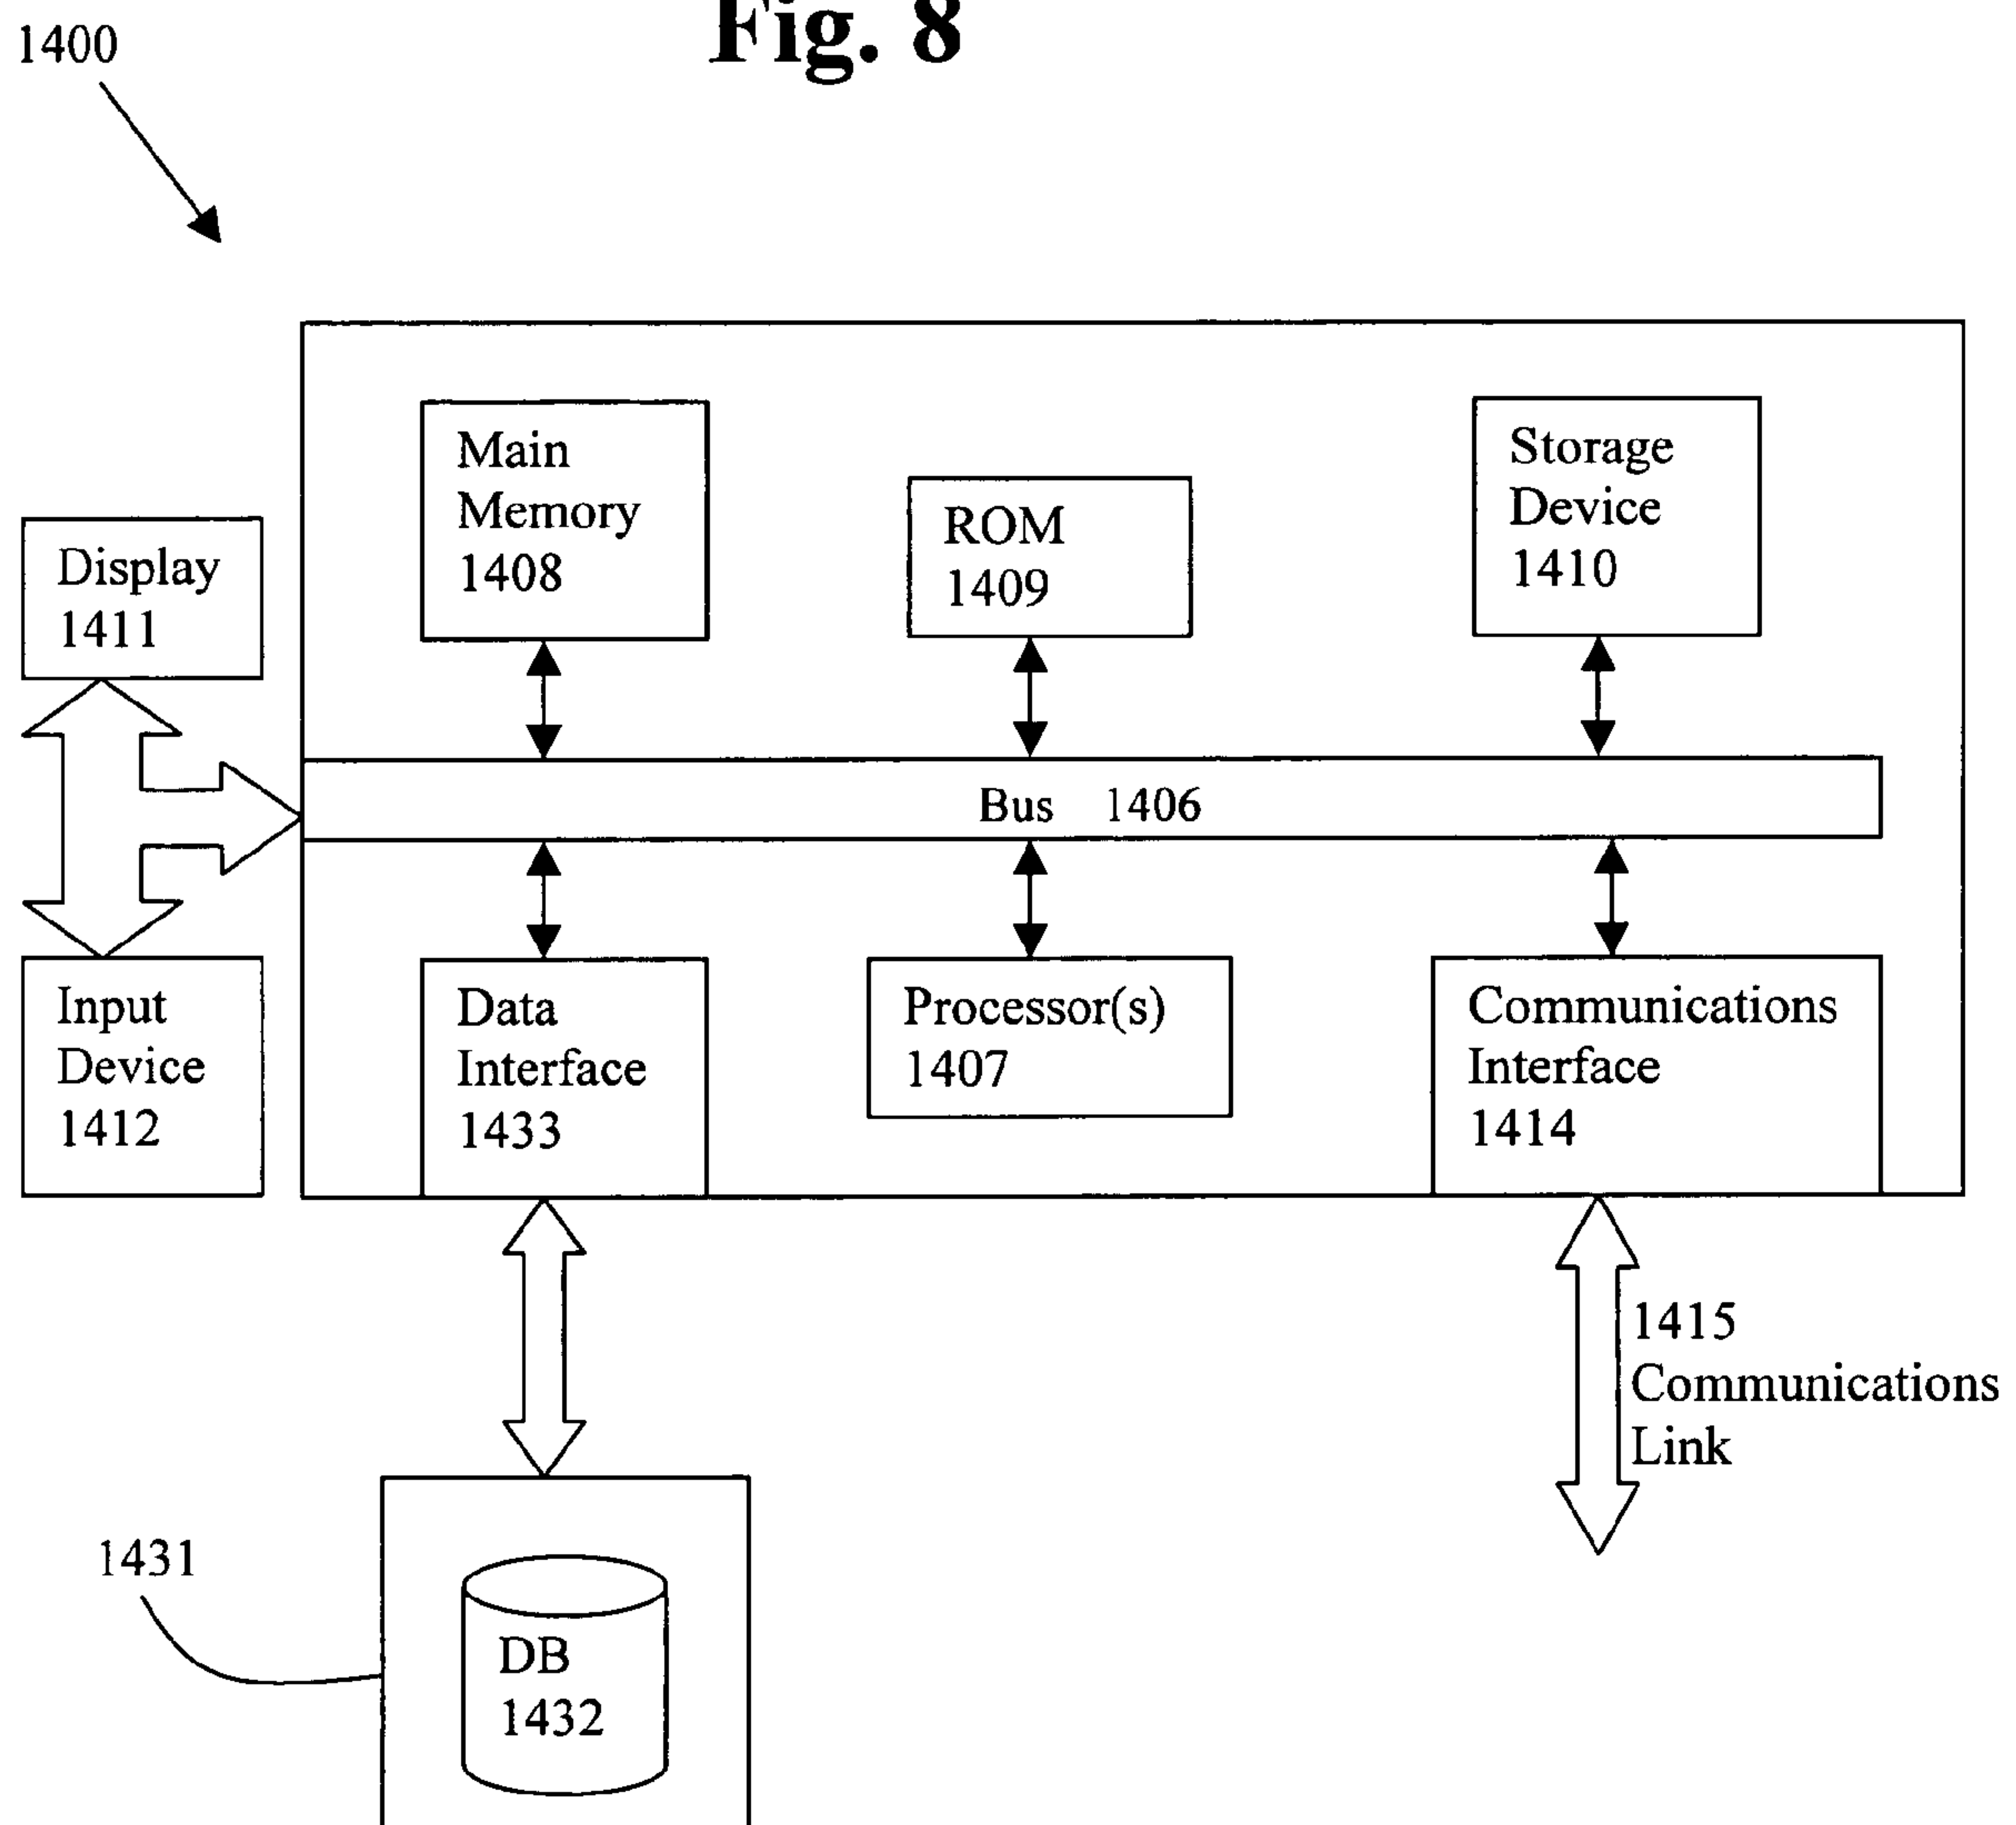 Fig. 8
1400
Main
Memory
1408
ROM
1409
Storage
Device
1410
Display
1411
Bus 1406
Input
Device
1412
Data
Interface
1433
Processor(s)
1407
Communications
Interface
1414
1415
Communications
Link
1431
DB
1432